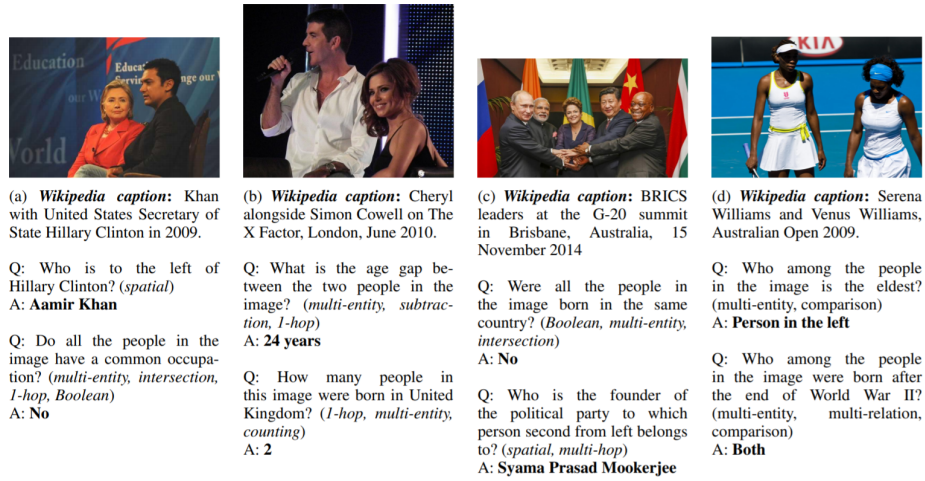 Education
Educat
Servi
nge our W
our W
World
KIA
(a) Wikipedia caption: Khan
with United States Secretary of
State Hillary Clinton in 2009.
Q: Who is to the left of
Hillary Clinton? (spatial)
A: Aamir Khan
Q: Do all the people in the
image have a common occupa-
tion? (multi-entity, intersection,
1-hop, Boolean)
A: No
(b) Wikipedia caption: Cheryl
alongside Simon Cowell on The
X Factor, London, June 2010.
Q: What is the age gap be-
tween the two people in the
image? (multi-entity, subtrac-
tion, 1-hop)
A: 24 years
Q: How many people in
this image were born in United
Kingdom? (1-hop, multi-entity,
counting)
A: 2
(c) Wikipedia caption: BRICS
leaders at the G-20 summit
in Brisbane, Australia, 15
November 2014
Q: Were all the people in
the image born in the same
country? (Boolean, multi-entity,
intersection)
A: No
Q: Who is the founder of
the political party to which
person second from left belongs
to? (spatial, multi-hop)
A: Syama Prasad Mookerjee
(d) Wikipedia caption: Serena
Williams and Venus Williams,
Australian Open 2009.
Q: Who among the people
in the image is the eldest?
(multi-entity, comparison)
A: Person in the left
Q: Who among the people
in the image were born after
the end of World War II?
(multi-entity, multi-relation,
comparison)
A: Both